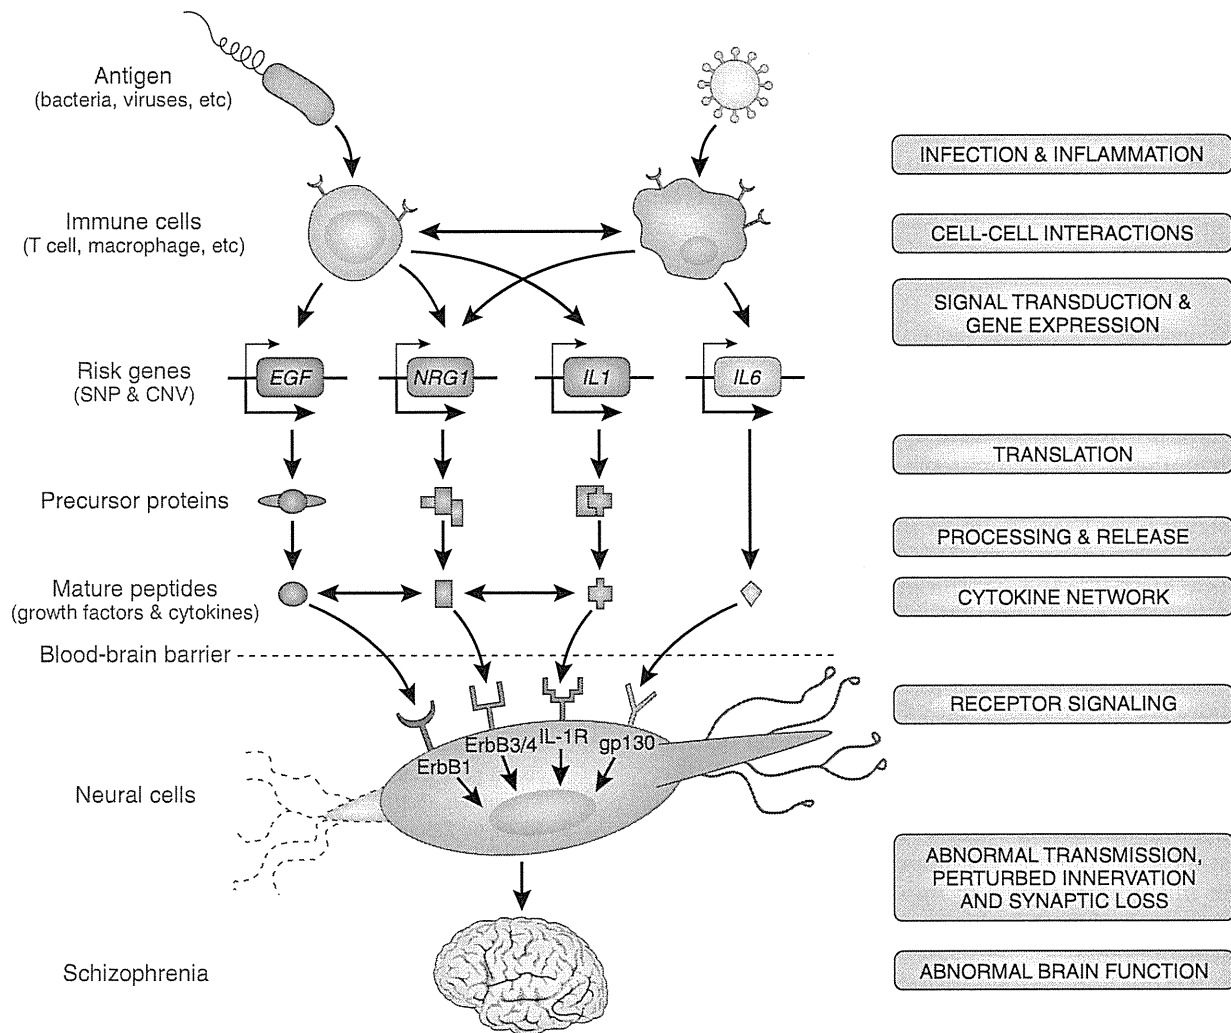 Antigen
(bacteria, viruses, etc)
INFECTION & INFLAMMATION
Immune cells
(T cell, macrophage, etc)
CELL-CELL INTERACTIONS
SIGNAL TRANSDUCTION &
GENE EXPRESSION
Risk genes
(SNP & CNV)
EGF
NRG1
IL1
IL6
TRANSLATION
Precursor proteins
PROCESSING & RELEASE
Mature peptides
(growth factors & cytokines)
CYTOKINE NETWORK
Blood-brain barrier
RECEPTOR SIGNALING
ErbB1
ErbB3/4
IL-1R
gp130
Neural cells
ABNORMAL TRANSMISSION,
PERTURBED INNERVATION
AND SYNAPTIC LOSS
Schizophrenia
ABNORMAL BRAIN FUNCTION